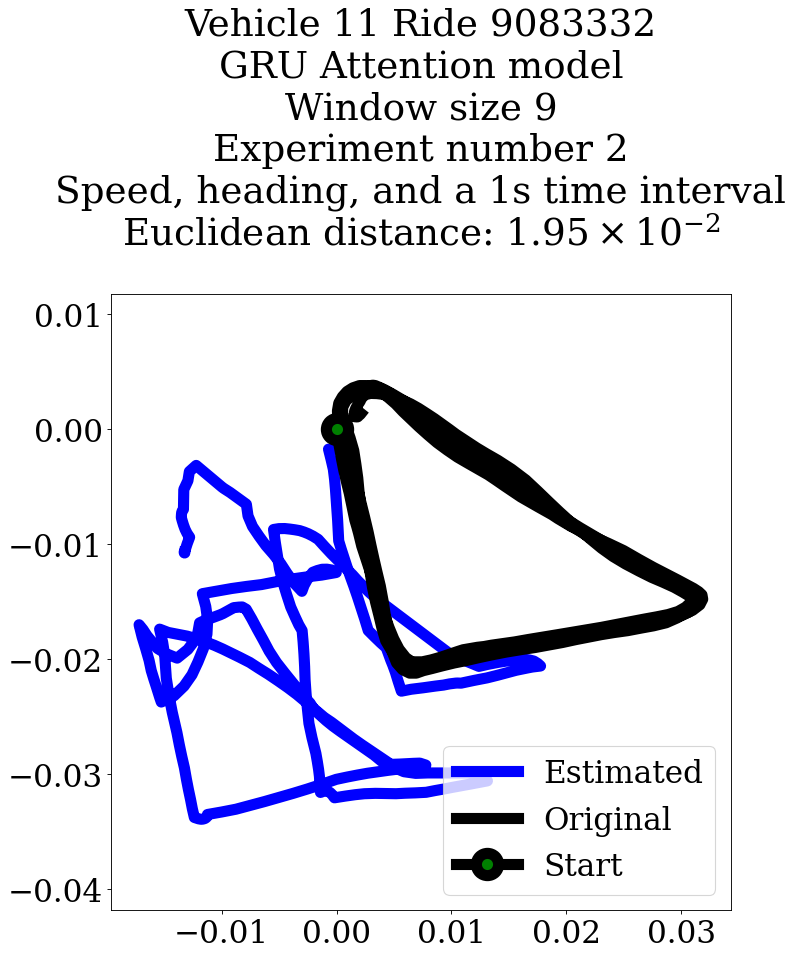 Vehicle 11 Ride 9083332
GRU Attention model
Window size 9
Experiment number 2
Speed, heading, and a 1s time interval
Euclidean distance: 1.95 × 10⁻²
0.01
0.00
−0.01
−0.02
−0.03
−0.04
−0.01 0.00 0.01 0.02 0.03
Estimated
Original
Start